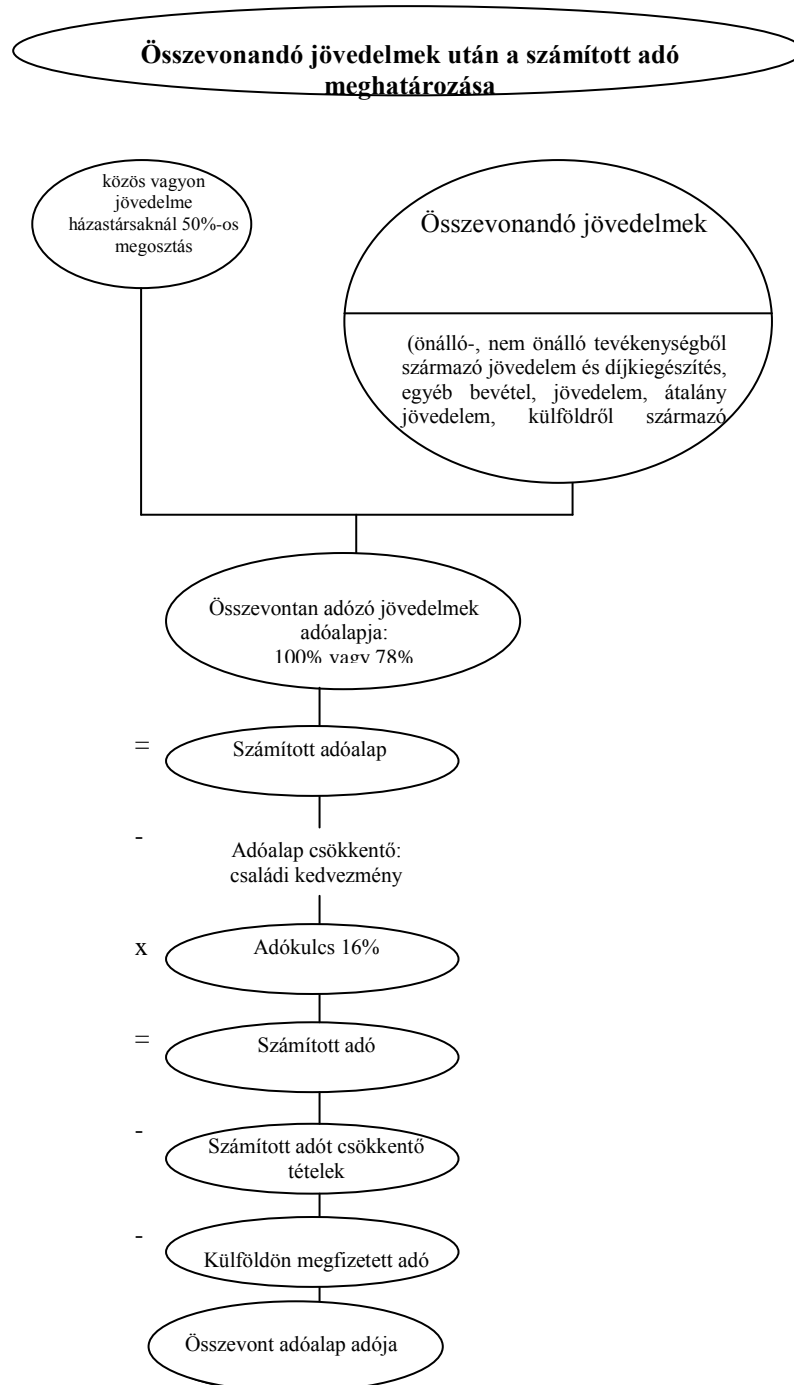 Összevonandó jövedelmek után a számított adó
meghatározása
közös vagyon
jövedelme
házastársaknál 50%-os
megosztás
Összevonandó jövedelmek
(önálló-, nem önálló tevékenységből
származó jövedelem és díjkiegészítés,
egyéb bevétel, jövedelem, átalány
jövedelem, külföldről származó
Összevontan adózó jövedelmek
adóalapja:
100% vagy 78%
= Számított adóalap
-
Adóalap csökkentő:
családi kedvezmény
x Adókulcs 16%
= Számított adó
-
Számított adót csökkentő
tételek
-
Külföldön megfizetett adó
Összevont adóalap adója